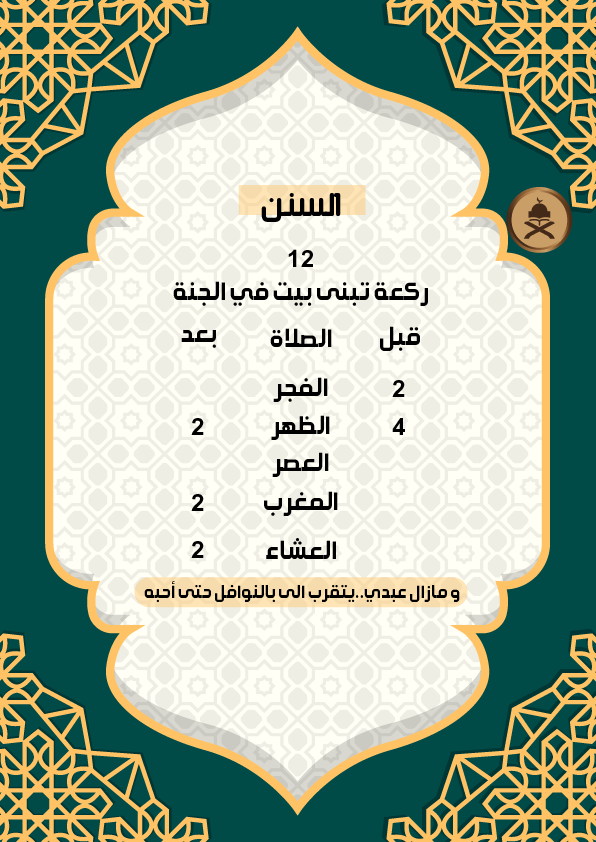 السنن
12
ركعة تبنى بيت في الجنة
قبل الصلاة بعد
2 الفجر
4 الظهر 2
العصر
المغرب 2
العشاء 2
و مازال عبدي..يتقرب الى بالنوافل حتى أحبه